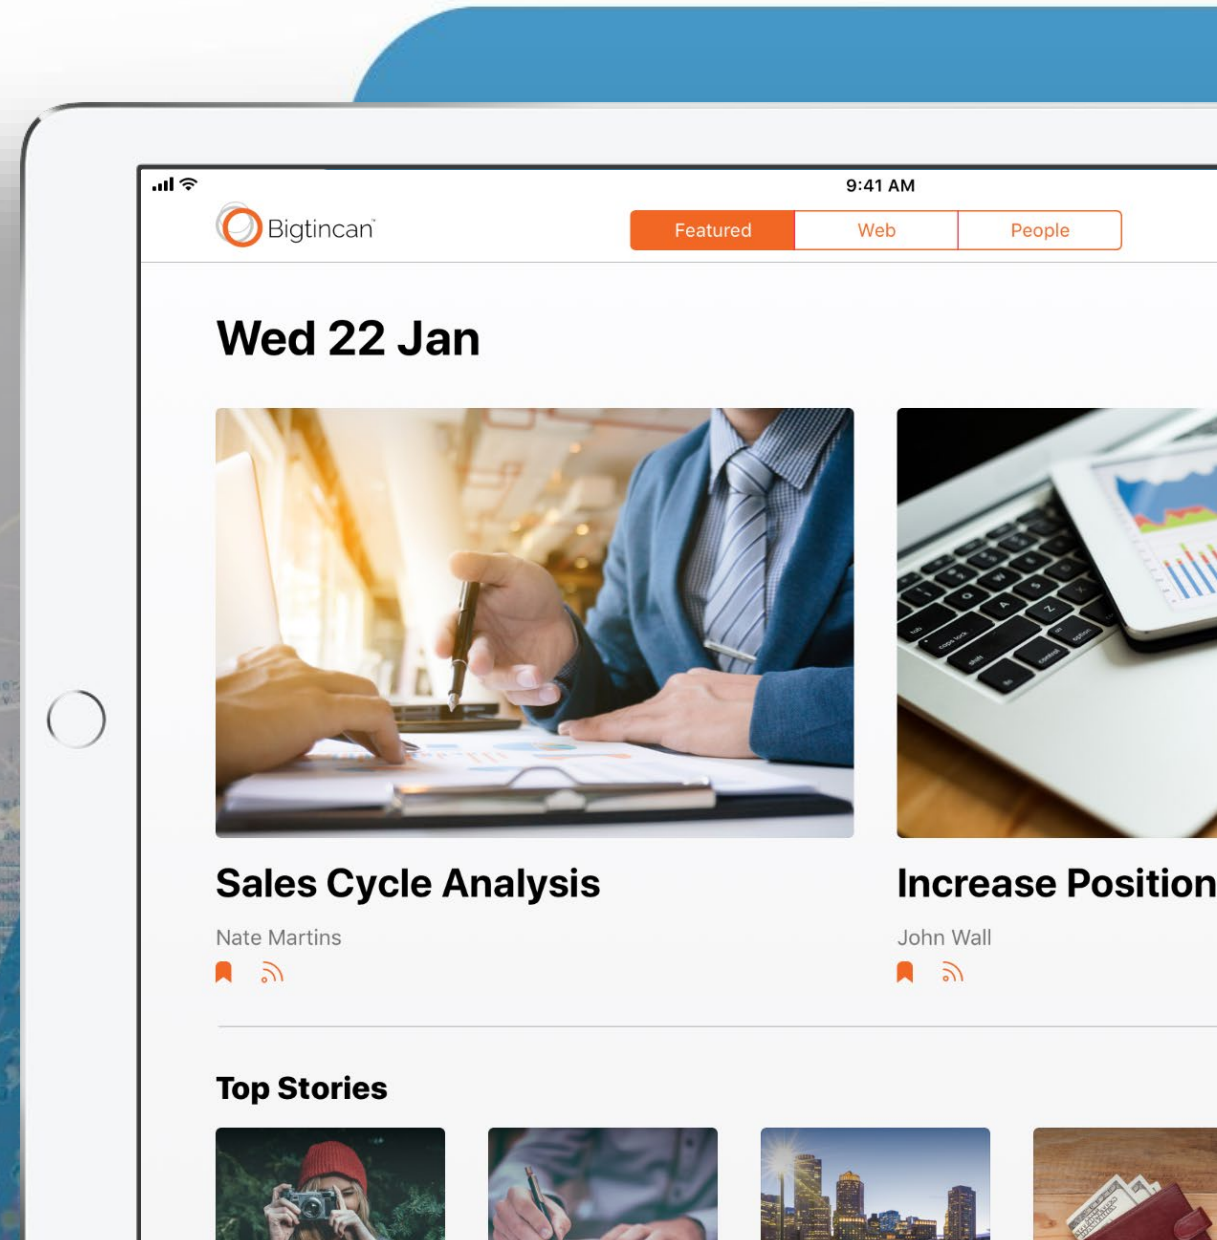 9:41 AM
Bigtincan™
Featured
Web
People
Wed 22 Jan
Sales Cycle Analysis
Increase Position
Nate Martins
John Wall
Top Stories